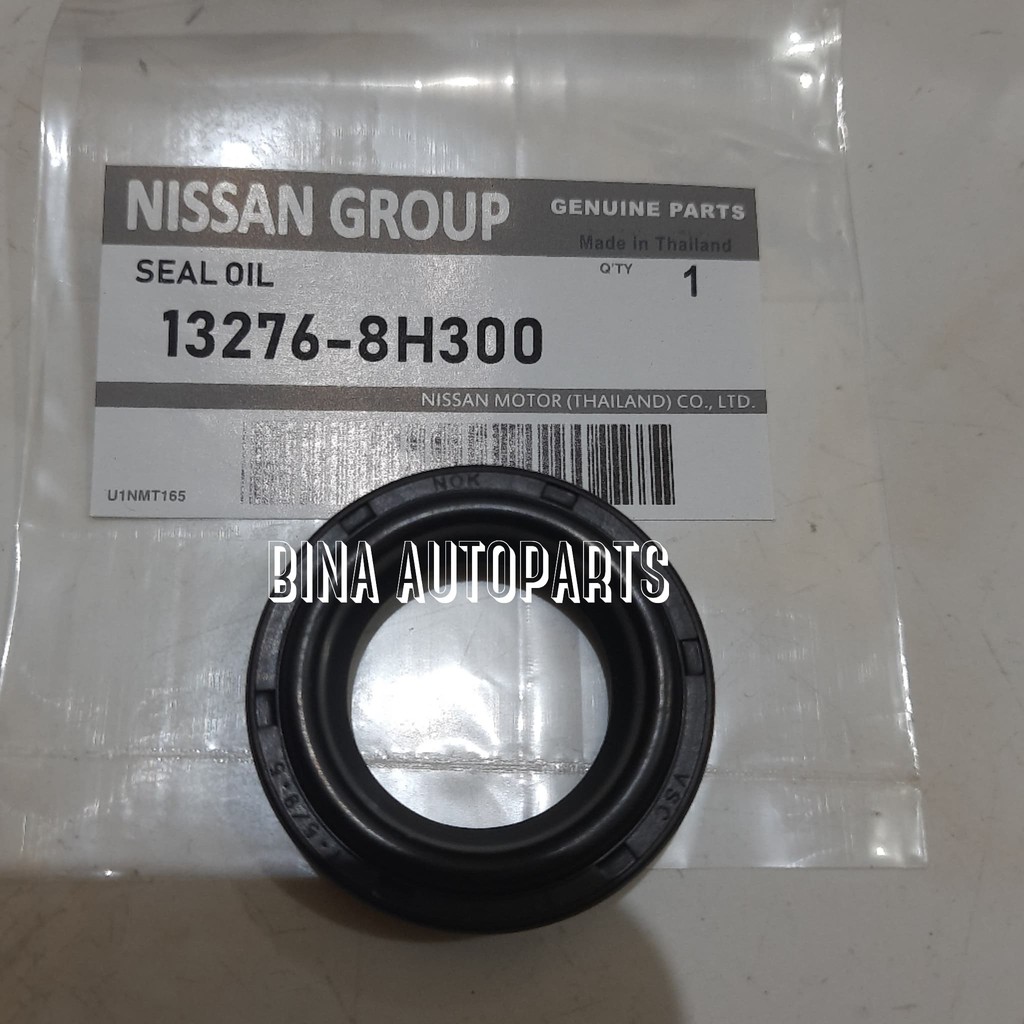 NISSAN GROUP GENUINE PARTS
Made in Thailand
SEAL OIL Q'TY 1
13276-8H300
NISSAN MOTOR (THAILAND) CO., LTD.
U1NMT165
NOK
BINA AUTOPARTS
VSC